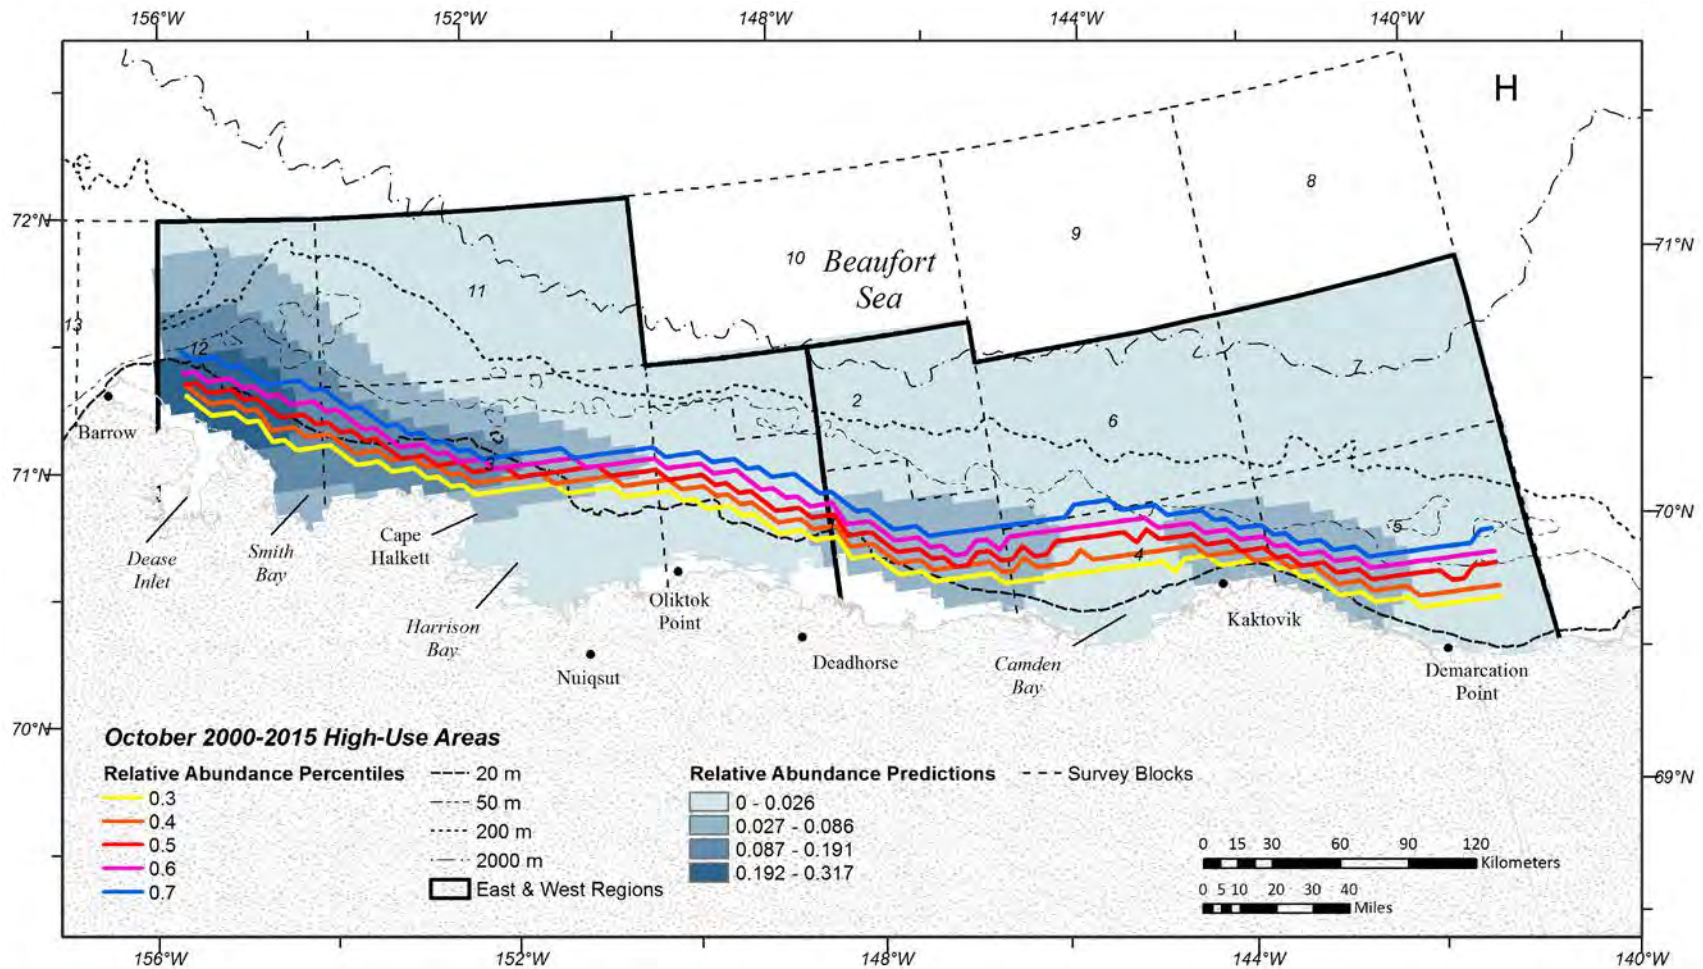 156°W 152°W 148°W 144°W 140°W
H
8
9
72°N
71°N
10
Beaufort
Sea
11
13
12
7
2
6
Barrow
3
71°N
1
70°N
5
4
Dease
Inlet
Smith
Bay
Cape
Halkett
Harrison
Bay
Oliktok
Point
Nuiqsut
Deadhorse
Camden
Bay
Kaktovik
Demarcation
Point
70°N
69°N
October 2000-2015 High-Use Areas
Relative Abundance Percentiles
0.3
0.4
0.5
0.6
0.7
20 m
50 m
200 m
2000 m
East & West Regions
Relative Abundance Predictions
0 - 0.026
0.027 - 0.086
0.087 - 0.191
0.192 - 0.317
Survey Blocks
0 15 30 60 90 120
Kilometers
0 5 10 20 30 40
Miles
156°W 152°W 148°W 144°W 140°W